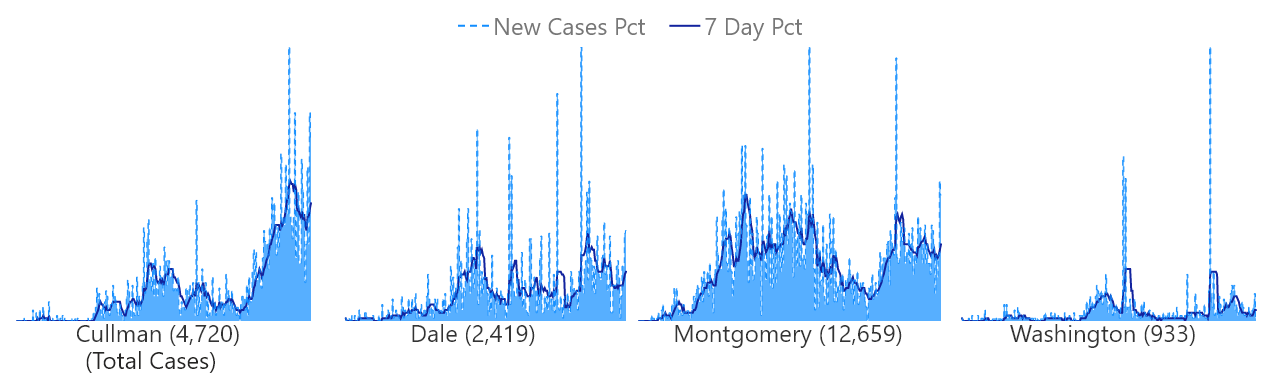 New Cases Pct 7 Day Pct
Cullman (4,720) Dale (2,419) Montgomery (12,659) Washington (933)
(Total Cases)